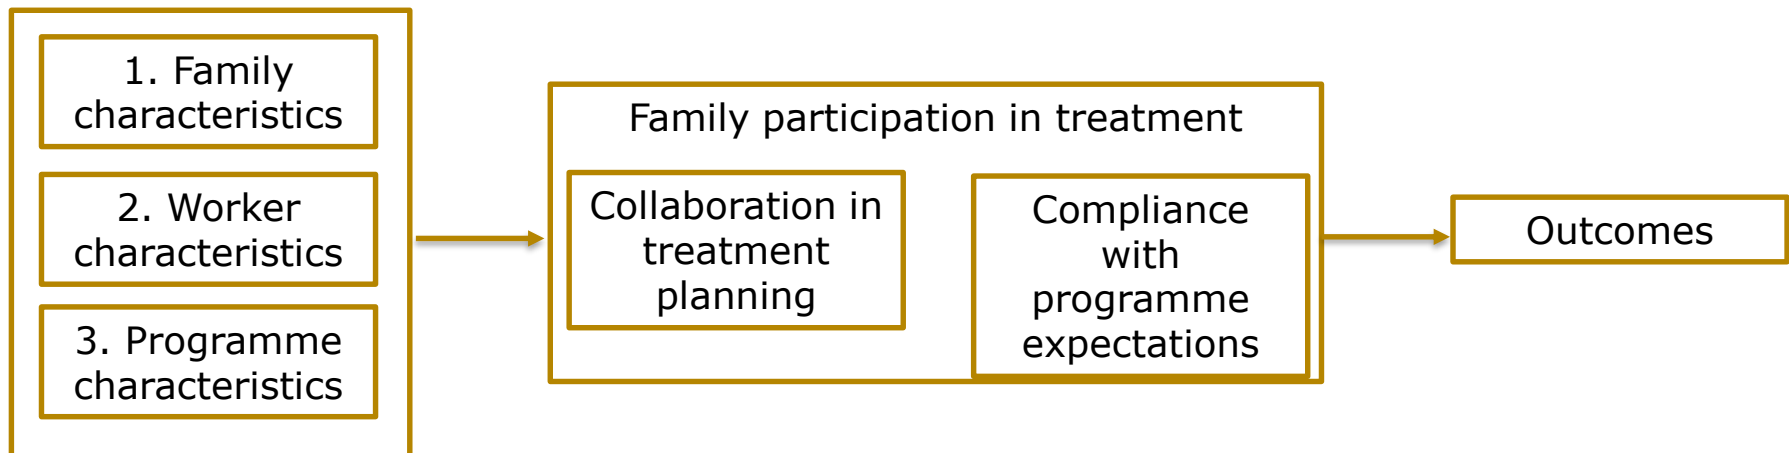 1. Family
characteristics
2. Worker
characteristics
3. Programme
characteristics
Family participation in treatment
Collaboration in
treatment
planning
Compliance
with
programme
expectations
Outcomes